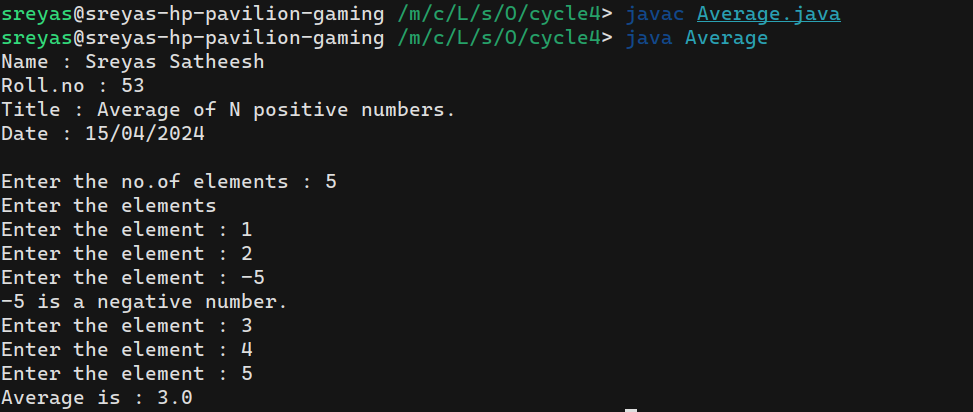 sreyas@sreyas-hp-pavilion-gaming /m/c/L/s/O/cycle4> javac Average.java
sreyas@sreyas-hp-pavilion-gaming /m/c/L/s/O/cycle4> java Average
Name : Sreyas Satheesh
Roll.no : 53
Title : Average of N positive numbers.
Date : 15/04/2024
Enter the no.of elements : 5
Enter the elements
Enter the element : 1
Enter the element : 2
Enter the element : -5
-5 is a negative number.
Enter the element : 3
Enter the element : 4
Enter the element : 5
Average is : 3.0